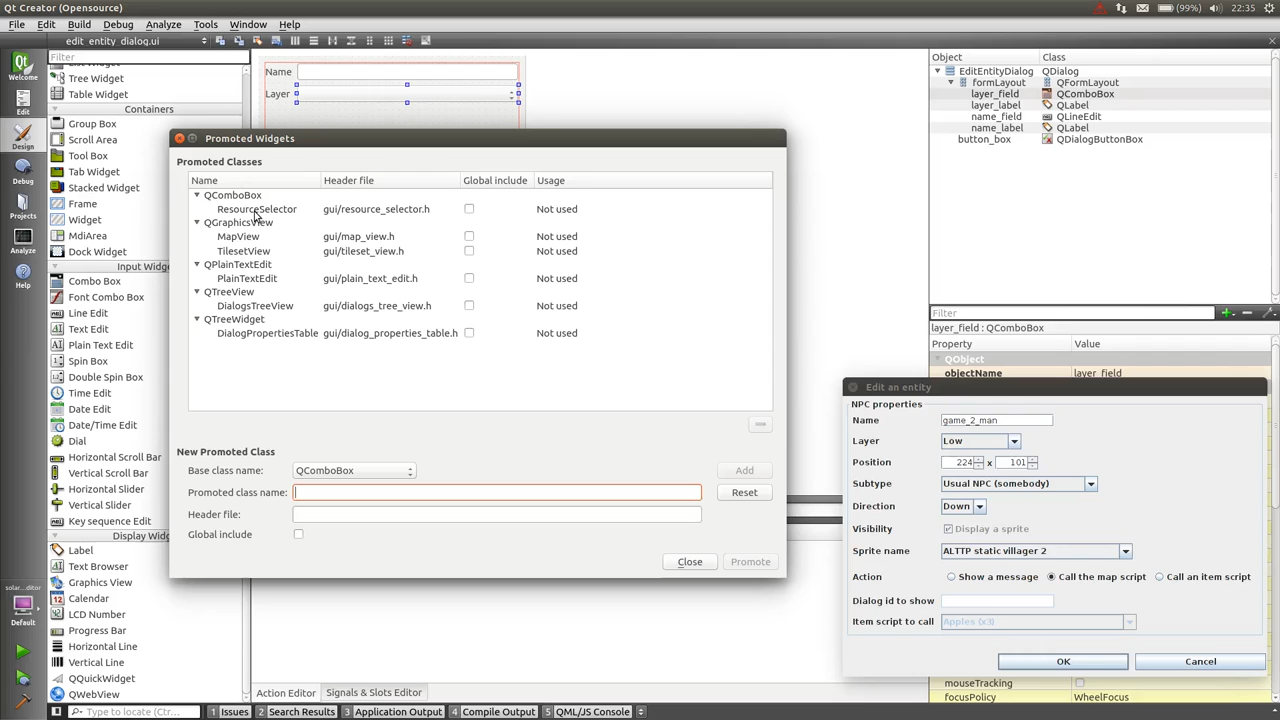 Qt Creator (Opensource)
(99%)
22:35
File Edit Build Debug Analyze Tools Window Help
edit_entity_dialog.ui
Welcome
Edit
Design
Debug
Projects
Analyze
Help
Default
Filter
Tree Widget
Table Widget
Containers
Group Box
Scroll Area
Tool Box
Tab Widget
Stacked Widget
Frame
Widget
MdiArea
Dock Widget
Input Widg
Combo Box
Font Combo Box
Line Edit
Text Edit
Plain Text Edit
Spin Box
Double Spin Box
Time Edit
Date Edit
Date/Time Edit
Dial
Horizontal Scroll Bar
Vertical Scroll Bar
Horizontal Slider
Vertical Slider
Key sequence Edit
Display Widg
Label
Text Browser
Graphics View
Calendar
LCD Number
Progress Bar
Horizontal Line
Vertical Line
QQuickWidget
QWebView
Name
Layer
Promoted Widgets
Promoted Classes
Name Header file Global include Usage
QComboBox
ResourceSelector gui/resource_selector.h Not used
QGraphicsView
MapView gui/map_view.h Not used
TilesetView gui/tileset_view.h Not used
QPlainTextEdit
PlainTextEdit gui/plain_text_edit.h Not used
QTreeView
DialogsTreeView gui/dialogs_tree_view.h Not used
QTreeWidget
DialogPropertiesTable gui/dialog_properties_table.h Not used
New Promoted Class
Base class name: QComboBox Add
Promoted class name: Reset
Header file:
Global include
Close Promote
Object Class
EditEntityDialog QDialog
formLayout QFormLayout
layer_field QComboBox
layer_label QLabel
name_field QLineEdit
name_label QLabel
button_box QDialogButtonBox
Filter
layer_field : QComboBox
Property Value
QObject
objectName layer_field
Edit an entity
NPC properties
Name game_2_man
Layer Low
Position 224 x 101
Subtype Usual NPC (somebody)
Direction Down
Visibility Display a sprite
Sprite name ALTTP static villager 2
Action Show a message Call the map script Call an item script
Dialog id to show
Item script to call Apples (x3)
OK Cancel
mouseTracking
focusPolicy WheelFocus
Action Editor Signals & Slots Editor
Type to locate (Ctrl+... 1 Issues 2 Search Results 3 Application Output 4 Compile Output 5 QML/JS Console